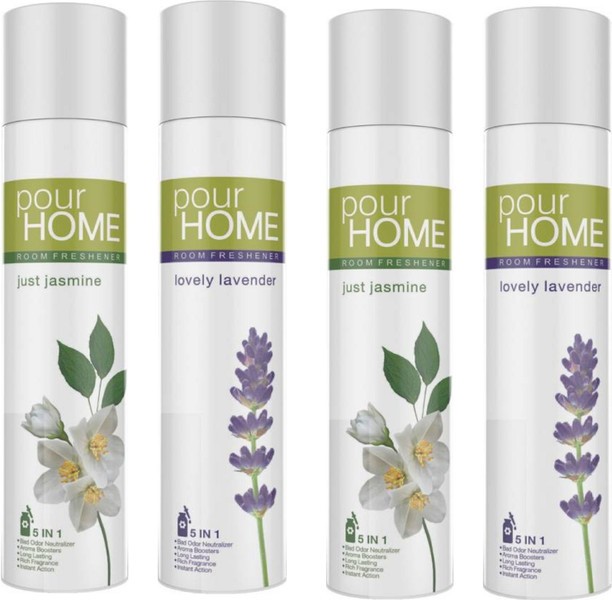 pour
HOME
ROOM FRESHENER
just jasmine
5 IN 1
•Bad Odor Neutralizer
•Aroma Boosters
•Long Lasting
•Rich Fragrance
•Instant Action
pour
HOME
ROOM FRESHENER
lovely lavender
5 IN 1
•Bad Odor Neutralizer
•Aroma Boosters
•Long Lasting
•Rich Fragrance
•Instant Action
pour
HOME
ROOM FRESHENER
just jasmine
5 IN 1
•Bad Odor Neutralizer
•Aroma Boosters
•Long Lasting
•Rich Fragrance
•Instant Action
pour
HOME
ROOM FRESHENER
lovely lavender
5 IN 1
•Bad Odor Neutralizer
•Aroma Boosters
•Long Lasting
•Rich Fragrance
•Instant Action